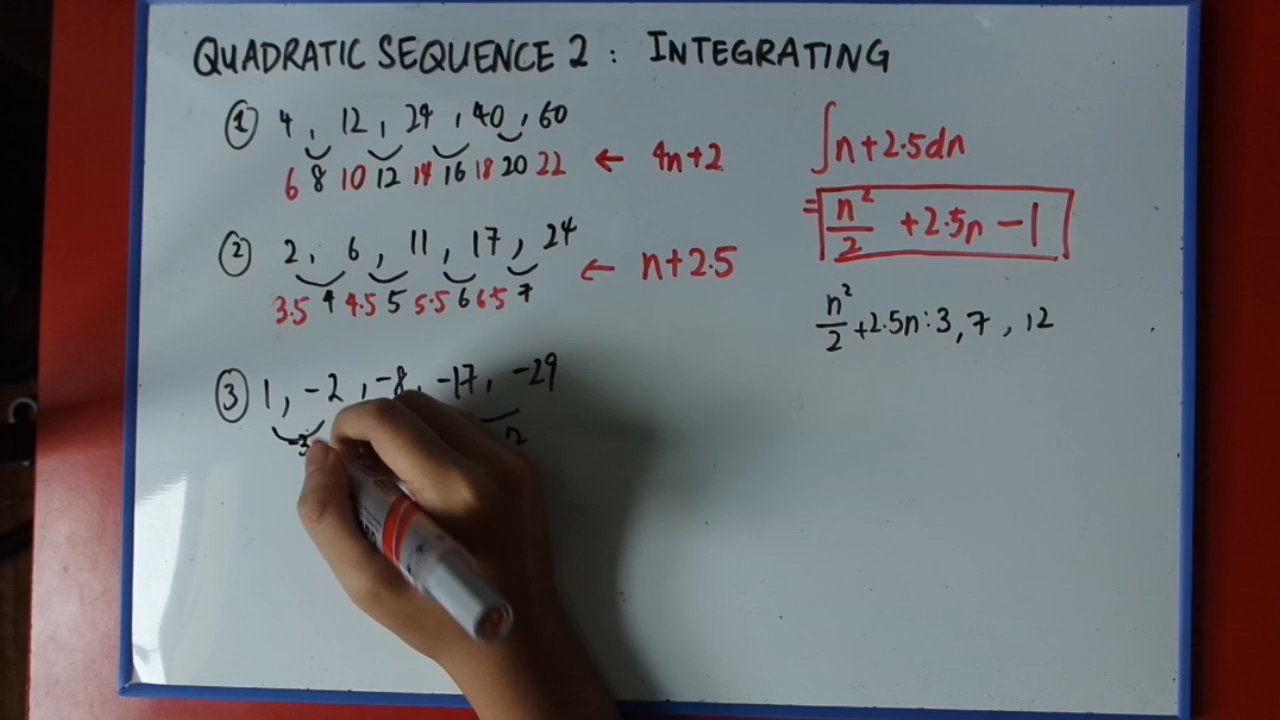 QUADRATIC SEQUENCE 2 : INTEGRATING
① 4, 12, 24, 40, 60
6 8 10 12 14 16 18 20 22 ← 4n+2
② 2, 6, 11, 17, 24
3.5 4 4.5 5 5.5 6 6.5 7 ← n+2.5
③ 1, -2, -8, -17, -29
-3
∫n+2.5dn
= n²/2 +2.5n -1
n²/2 +2.5n: 3, 7, 12